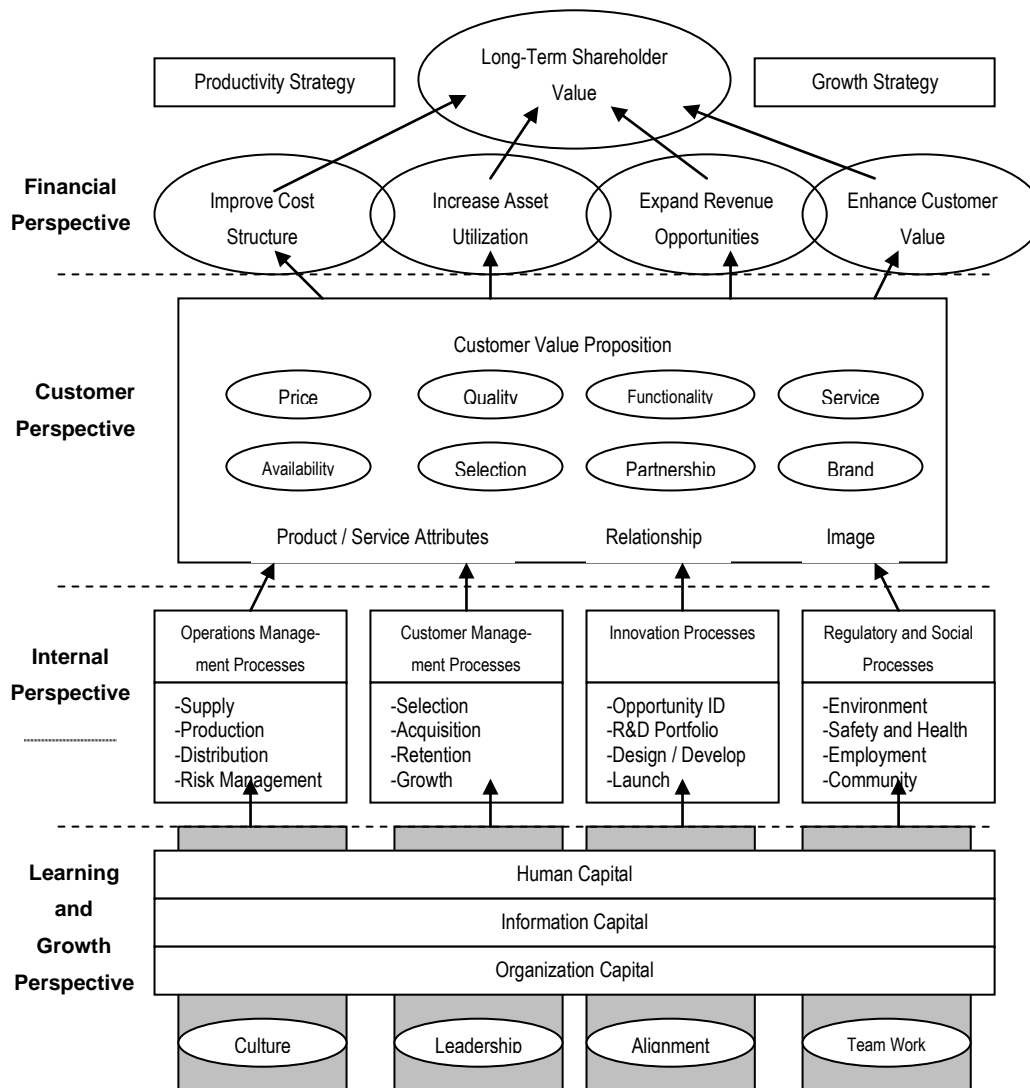 Long-Term Shareholder
Value
Productivity Strategy
Growth Strategy
Financial
Perspective
Improve Cost
Structure
Increase Asset
Utilization
Expand Revenue
Opportunities
Enhance Customer
Value
Customer
Perspective
Customer Value Proposition
Price
Quality
Functionality
Service
Availability
Selection
Partnership
Brand
Product / Service Attributes
Relationship
Image
Internal
Perspective
Operations Manage-
ment Processes
-Supply
-Production
-Distribution
-Risk Management
Customer Manage-
ment Processes
-Selection
-Acquisition
-Retention
-Growth
Innovation Processes
-Opportunity ID
-R&D Portfolio
-Design / Develop
-Launch
Regulatory and Social
Processes
-Environment
-Safety and Health
-Employment
-Community
Learning
and
Growth
Perspective
Human Capital
Information Capital
Organization Capital
Culture
Leadership
Alignment
Team Work